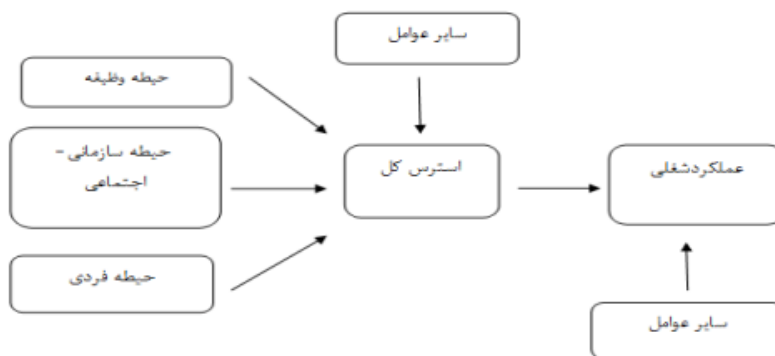 سایر عوامل
حیطه وظیفه
حیطه سازمانی -
اجتماعی
استرس کل
عملکردشغلی
حیطه فردی
سایر عوامل